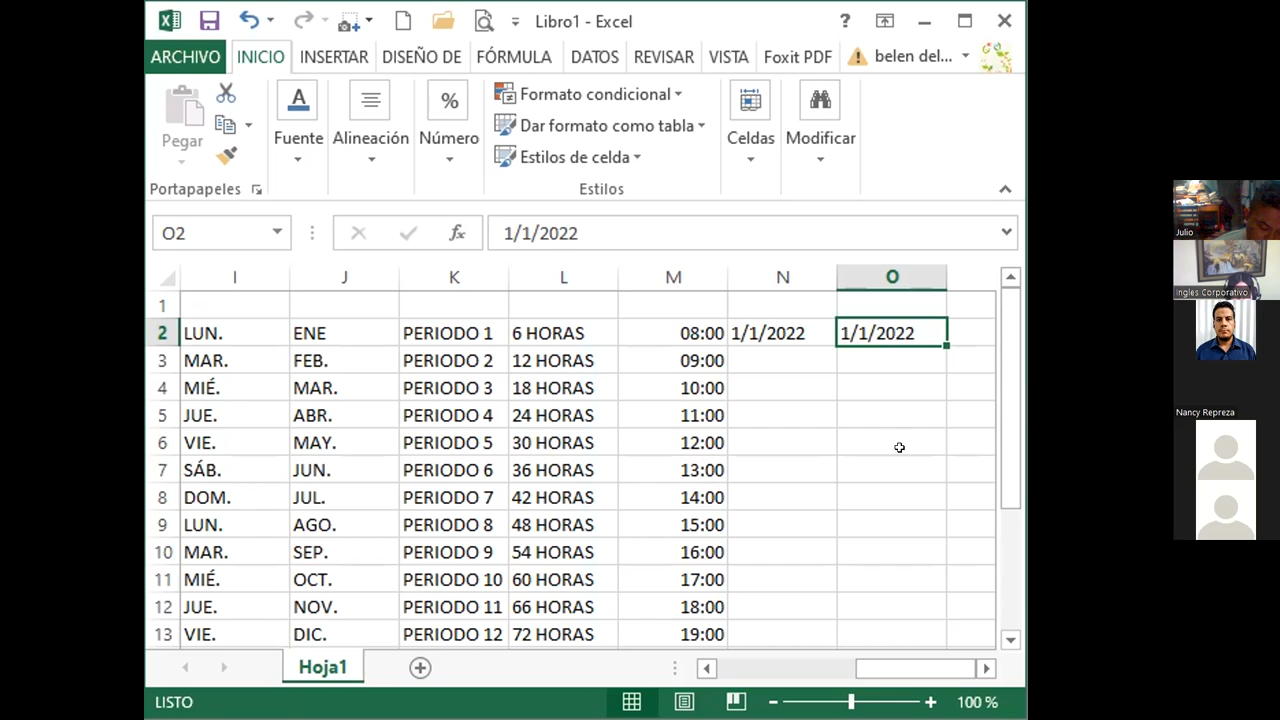 Libro1 - Excel
?
ARCHIVO INICIO INSERTAR DISEÑO DE FÓRMULA DATOS REVISAR VISTA Foxit PDF belen del...
Pegar
Portapapeles
Fuente
Alineación
%
Número
Formato condicional
Dar formato como tabla
Estilos de celda
Estilos
Celdas
Modificar
O2 fx 1/1/2022
I J K L M N O
1
2 LUN. ENE PERIODO 1 6 HORAS 08:00 1/1/2022 1/1/2022
3 MAR. FEB. PERIODO 2 12 HORAS 09:00
4 MIÉ. MAR. PERIODO 3 18 HORAS 10:00
5 JUE. ABR. PERIODO 4 24 HORAS 11:00
6 VIE. MAY. PERIODO 5 30 HORAS 12:00
7 SÁB. JUN. PERIODO 6 36 HORAS 13:00
8 DOM. JUL. PERIODO 7 42 HORAS 14:00
9 LUN. AGO. PERIODO 8 48 HORAS 15:00
10 MAR. SEP. PERIODO 9 54 HORAS 16:00
11 MIÉ. OCT. PERIODO 10 60 HORAS 17:00
12 JUE. NOV. PERIODO 11 66 HORAS 18:00
13 VIE. DIC. PERIODO 12 72 HORAS 19:00
Hoja1
LISTO 100 %
Julio
Ingles Corporativo
Nancy Repreza